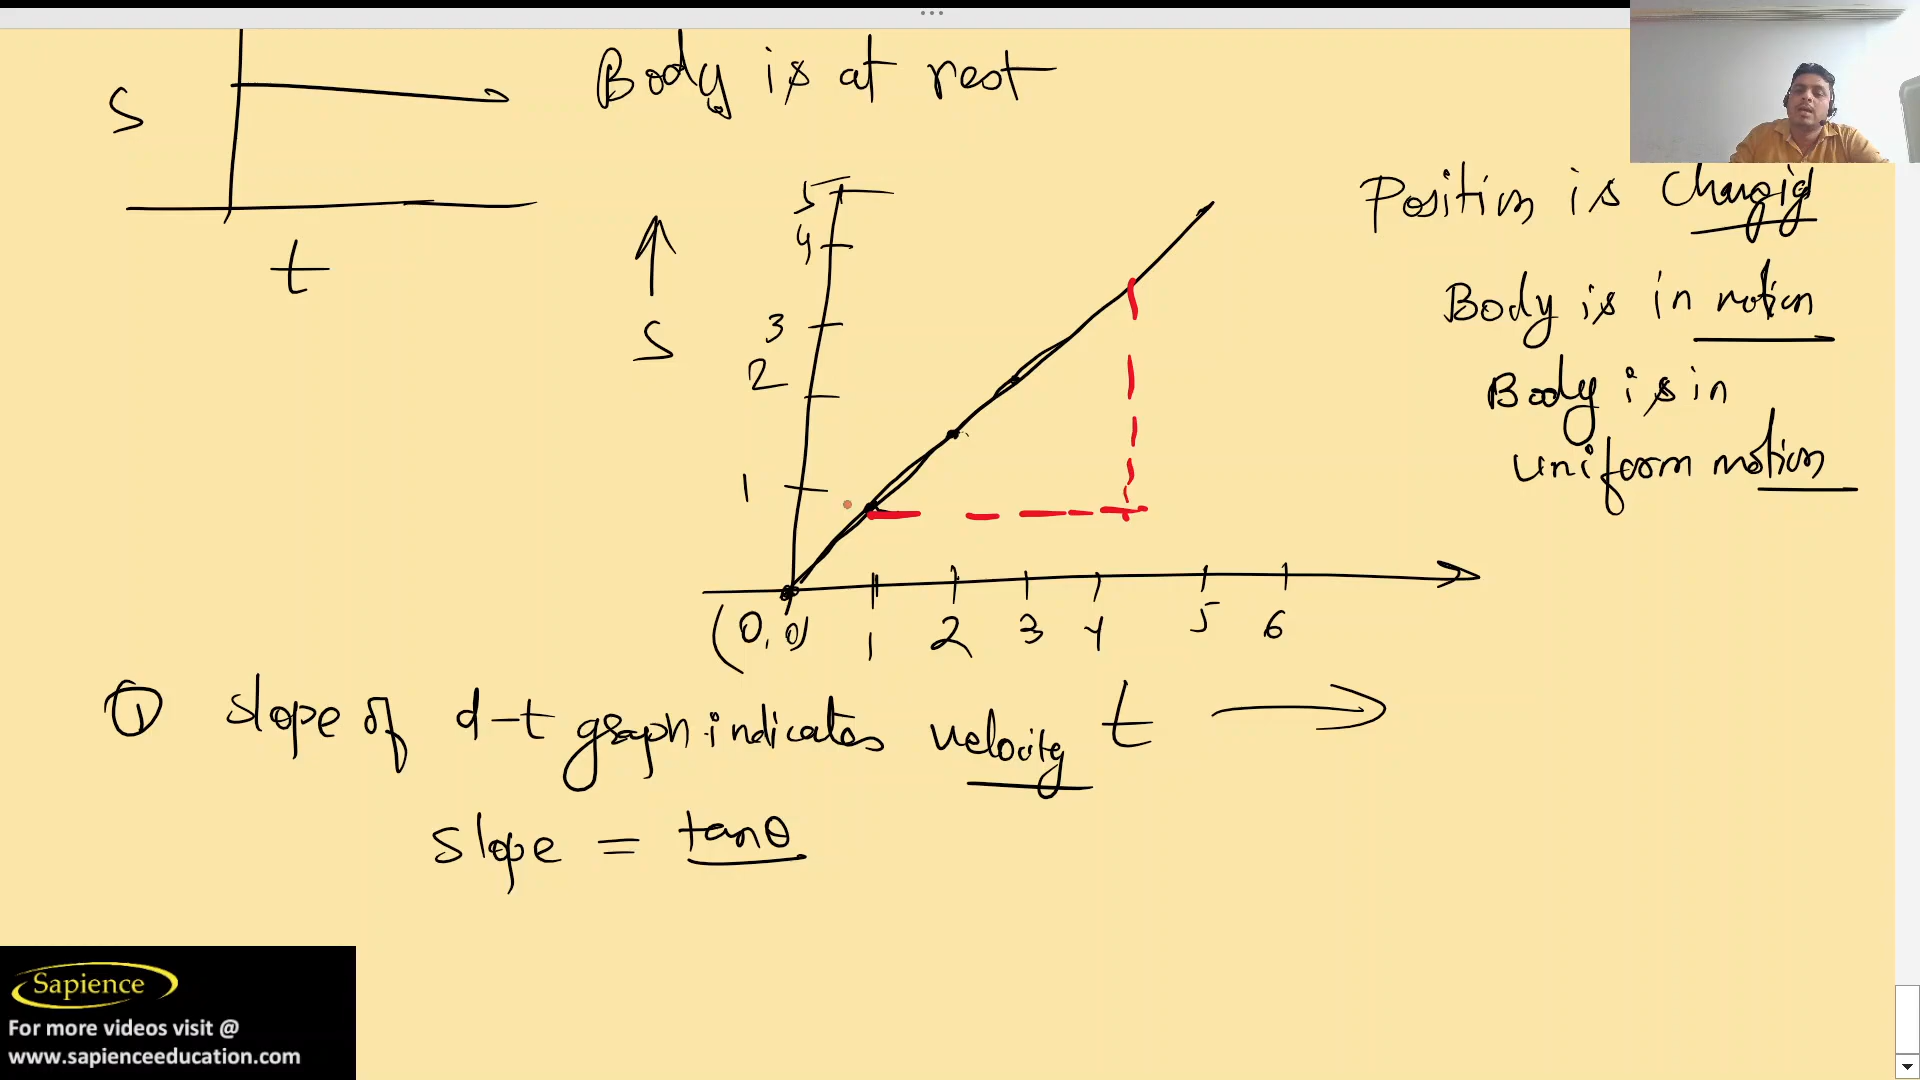 Body is at rest
S
t
5
4
3
2
1
S
(0, 0)
1 2 3 4 5 6
t
Position is
Body is in motion
Body is in
uniform motion
① slope of d-t graph indicates velocity
slope = tanθ
Sapience
For more videos visit @
www.sapienceeducation.com